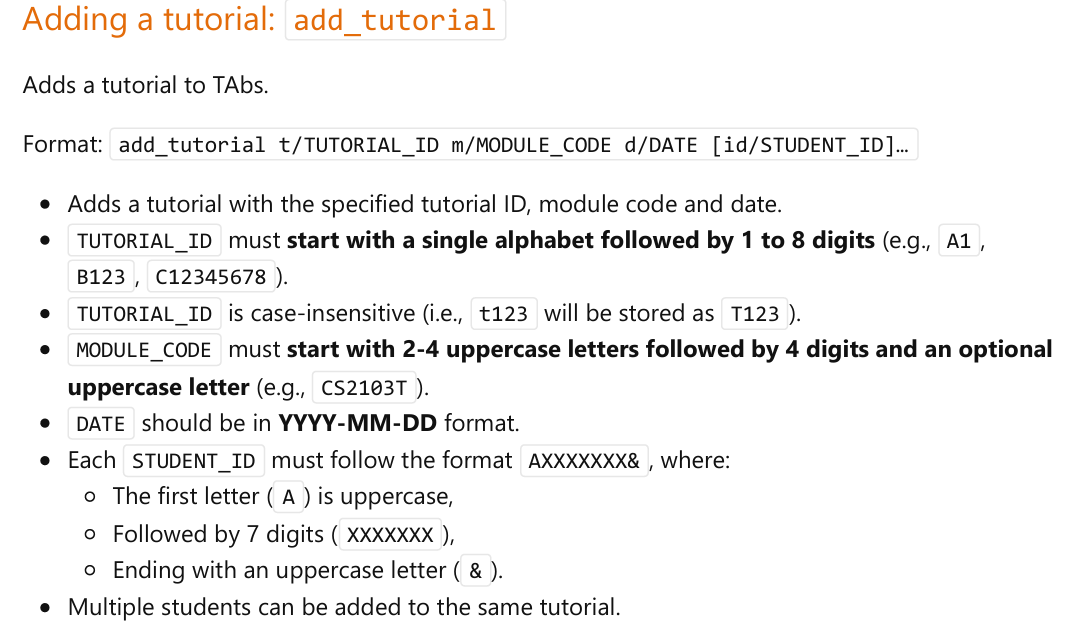 Adding a tutorial: add_tutorial
Adds a tutorial to TAbs.
Format: add_tutorial t/TUTORIAL_ID m/MODULE_CODE d/DATE [id/STUDENT_ID]…
• Adds a tutorial with the specified tutorial ID, module code and date.
• TUTORIAL_ID must start with a single alphabet followed by 1 to 8 digits (e.g., A1 ,
B123 , C12345678 ).
• TUTORIAL_ID is case-insensitive (i.e., t123 will be stored as T123 ).
• MODULE_CODE must start with 2-4 uppercase letters followed by 4 digits and an optional
uppercase letter (e.g., CS2103T ).
• DATE should be in YYYY-MM-DD format.
• Each STUDENT_ID must follow the format AXXXXXXX& , where:
◦ The first letter ( A ) is uppercase,
◦ Followed by 7 digits ( XXXXXXX ),
◦ Ending with an uppercase letter ( & ).
• Multiple students can be added to the same tutorial.